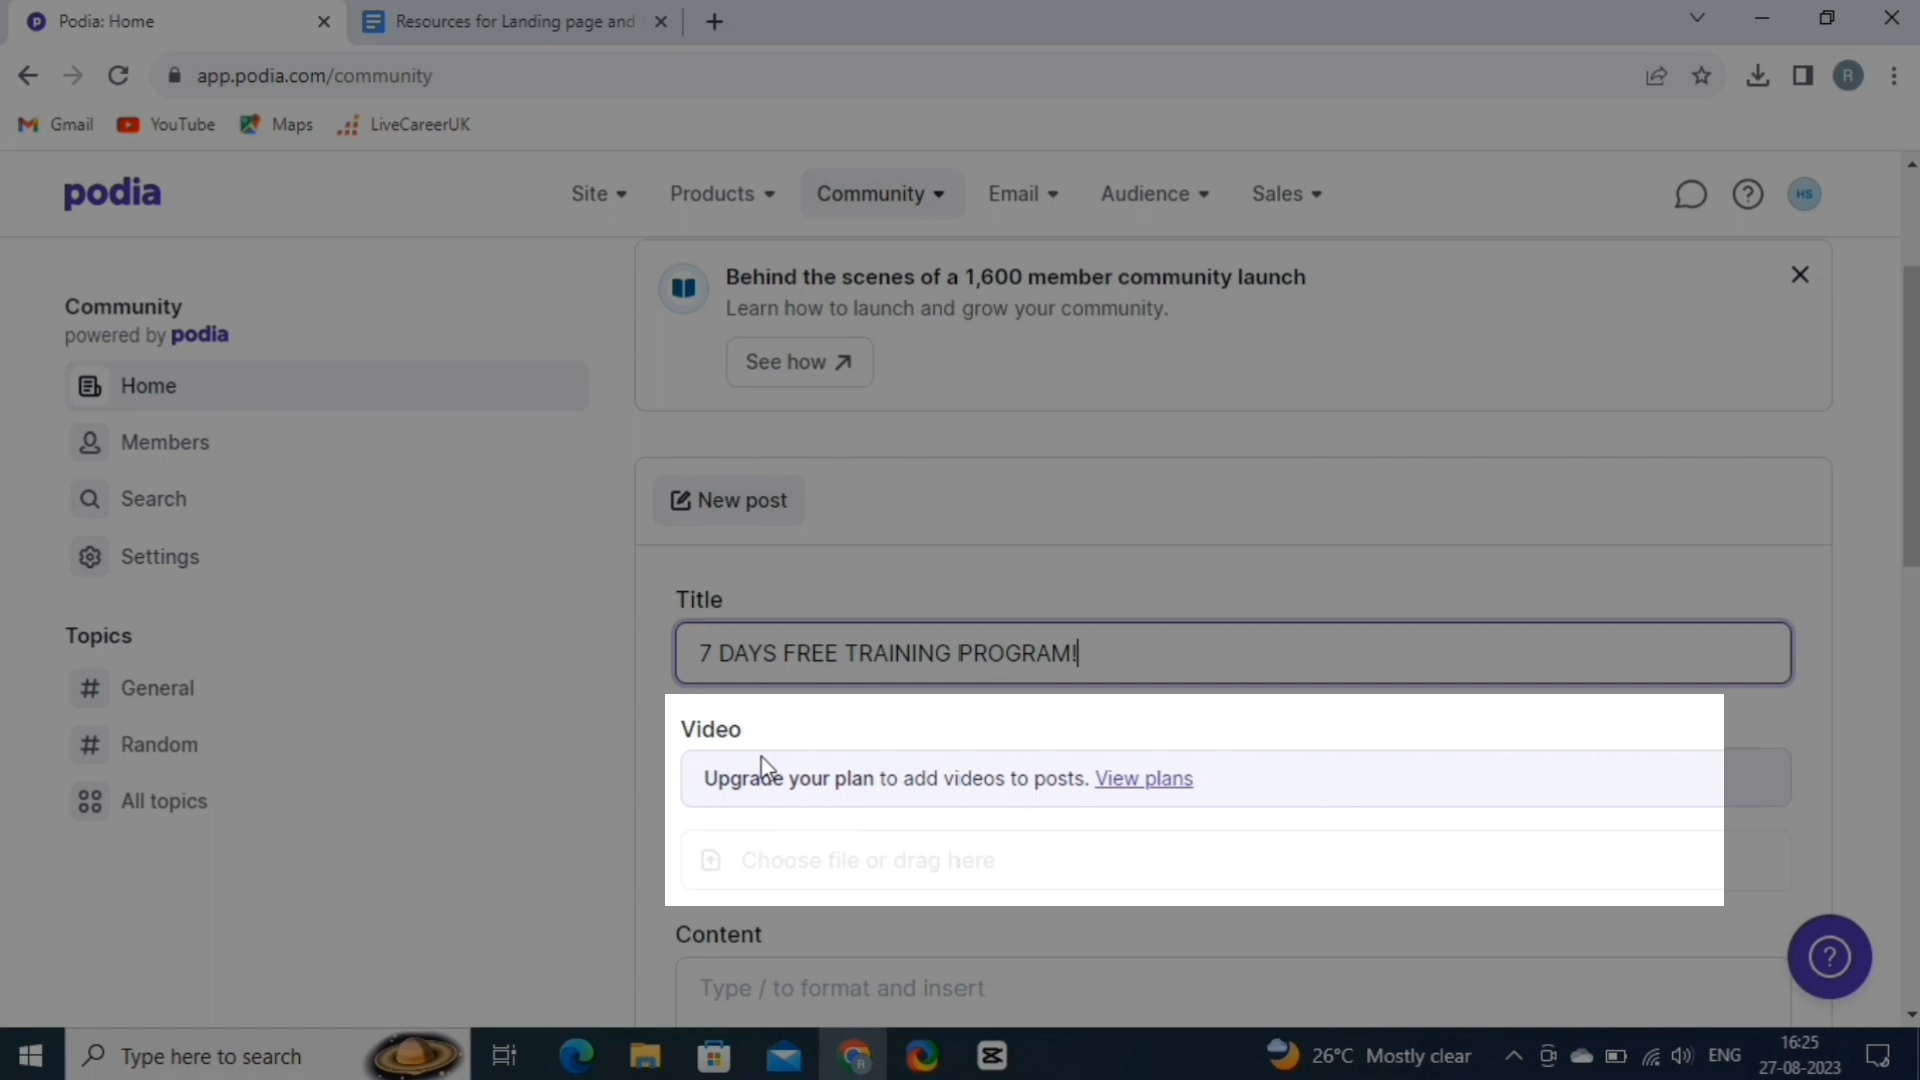 Podia: Home
Resources for Landing page and
app.podia.com/community
R
Gmail
YouTube
Maps
LiveCareerUK
podia
Site
Products
Community
Email
Audience
Sales
HS
Behind the scenes of a 1,600 member community launch
Learn how to launch and grow your community.
See how
Community
powered by podia
Home
Members
Search
Settings
Topics
General
Random
All topics
New post
Title
7 DAYS FREE TRAINING PROGRAM!
Video
Upgrade your plan to add videos to posts. View plans
Choose file or drag here
Content
Type / to format and insert
Type here to search
26°C Mostly clear
ENG
16:25
27-08-2023